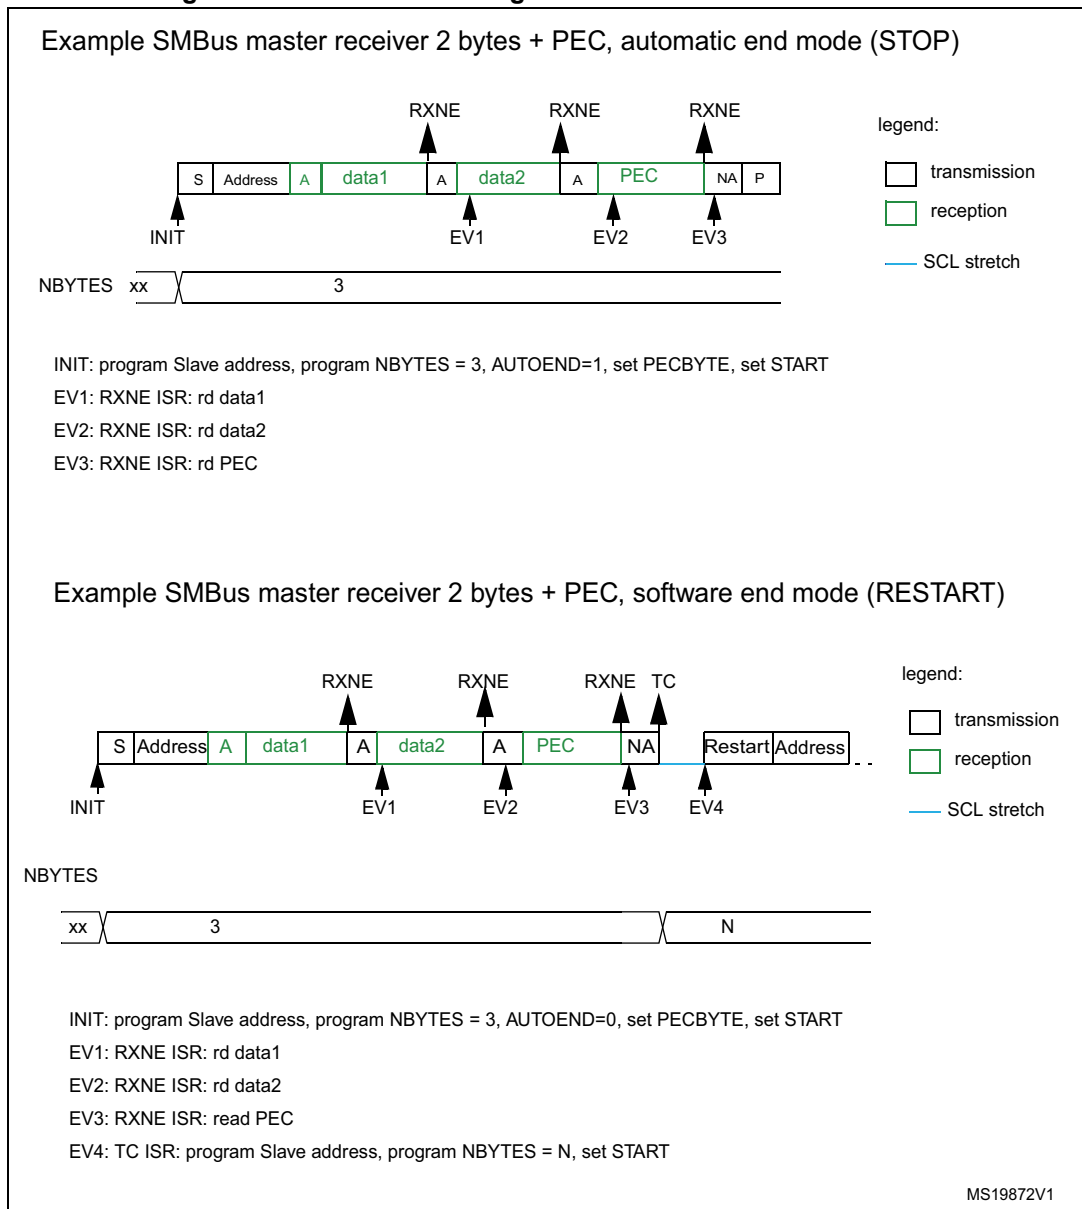 Example SMBus master receiver 2 bytes + PEC, automatic end mode (STOP)
RXNE RXNE RXNE
legend:
S Address A data1 A data2 A PEC NA P
transmission
reception
INIT EV1 EV2 EV3
SCL stretch
NBYTES xx 3
INIT: program Slave address, program NBYTES = 3, AUTOEND=1, set PECBYTE, set START
EV1: RXNE ISR: rd data1
EV2: RXNE ISR: rd data2
EV3: RXNE ISR: rd PEC
Example SMBus master receiver 2 bytes + PEC, software end mode (RESTART)
RXNE RXNE RXNE TC
legend:
transmission
S Address A data1 A data2 A PEC NA Restart Address
reception
INIT EV1 EV2 EV3 EV4
SCL stretch
NBYTES
xx 3 N
INIT: program Slave address, program NBYTES = 3, AUTOEND=0, set PECBYTE, set START
EV1: RXNE ISR: rd data1
EV2: RXNE ISR: rd data2
EV3: RXNE ISR: read PEC
EV4: TC ISR: program Slave address, program NBYTES = N, set START
MS19872V1